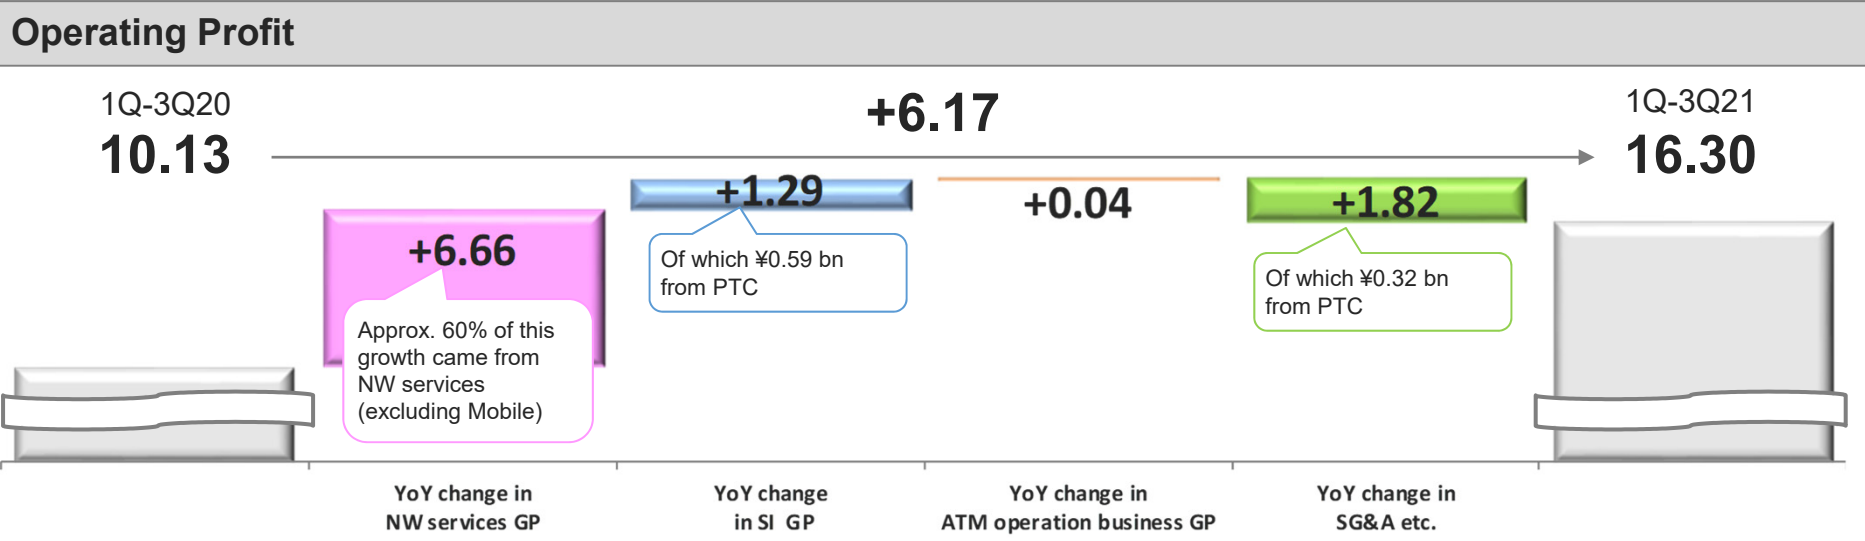 Operating Profit
1Q-3Q20
10.13
+6.17
1Q-3Q21
16.30
+6.66
Approx. 60% of this
growth came from
NW services
(excluding Mobile)
+1.29
Of which ¥0.59 bn
from PTC
+0.04
+1.82
Of which ¥0.32 bn
from PTC
YoY change in
NW services GP
YoY change
in SI GP
YoY change in
ATM operation business GP
YoY change in
SG&A etc.